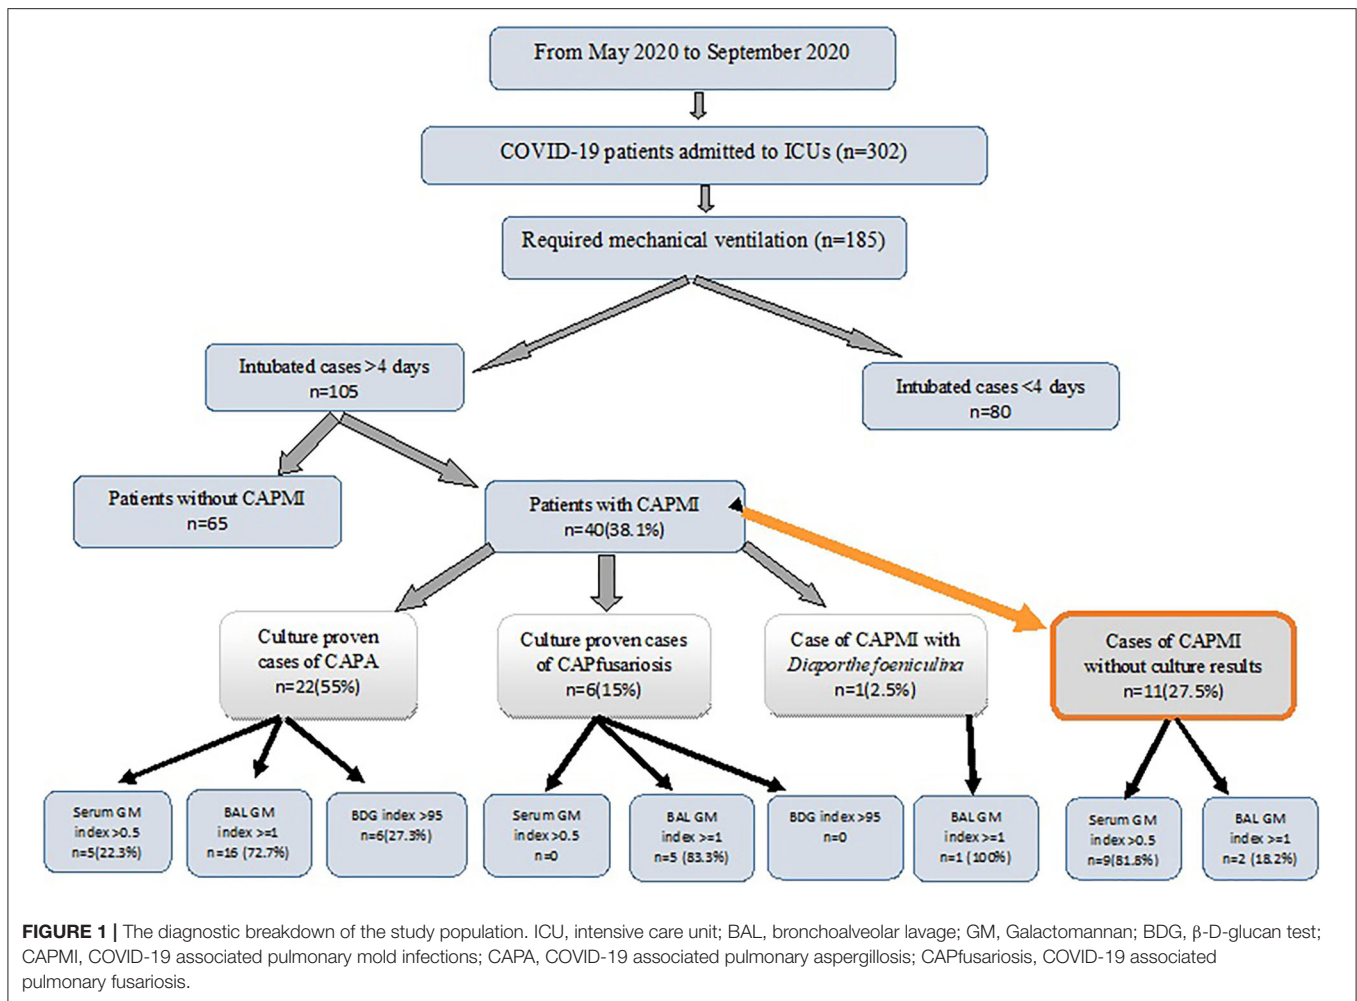 From May 2020 to September 2020
COVID-19 patients admitted to ICUs (n=302)
Required mechanical ventilation (n=185)
Intubated cases >4 days
n=105
Intubated cases <4 days
n=80
Patients without CAPMI
n=65
Patients with CAPMI
n=40(38.1%)
Culture proven
cases of CAPA
n=22(55%)
Culture proven cases
of CAPfusariosis
n=6(15%)
Case of CAPMI with
Diaporthe foeniculina
n=1(2.5%)
Cases of CAPMI
without culture results
n=11(27.5%)
Serum GM
index >0.5
n=5(22.3%)
BAL GM
index >=1
n=16 (72.7%)
BDG index >95
n=6(27.3%)
Serum GM
index >0.5
n=0
BAL GM
index >=1
n=5 (83.3%)
BDG index >95
n=0
BAL GM
index >=1
n=1 (100%)
Serum GM
index >0.5
n=9(81.8%)
BAL GM
index >=1
n=2 (18.2%)
FIGURE 1 | The diagnostic breakdown of the study population. ICU, intensive care unit; BAL, bronchoalveolar lavage; GM, Galactomannan; BDG, β-D-glucan test;
CAPMI, COVID-19 associated pulmonary mold infections; CAPA, COVID-19 associated pulmonary aspergillosis; CAPfusariosis, COVID-19 associated
pulmonary fusariosis.